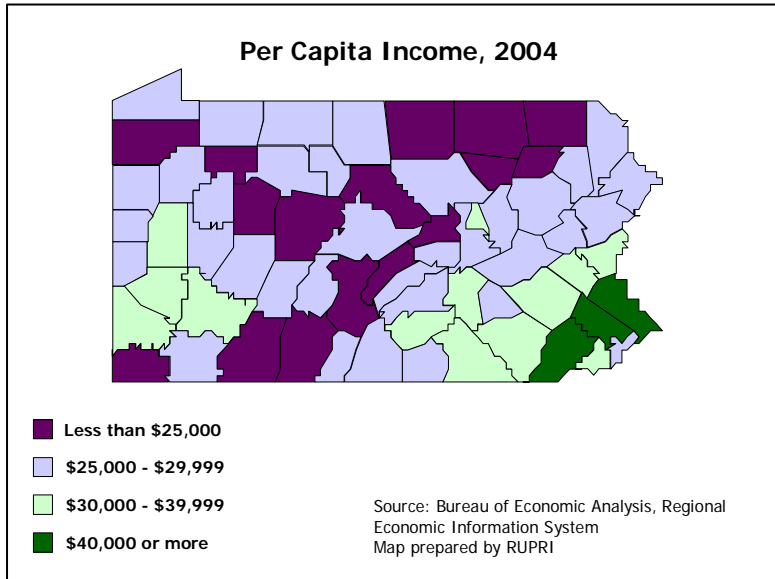 Per Capita Income, 2004
Less than $25,000
$25,000 - $29,999
$30,000 - $39,999
$40,000 or more
Source: Bureau of Economic Analysis, Regional
Economic Information System
Map prepared by RUPRI